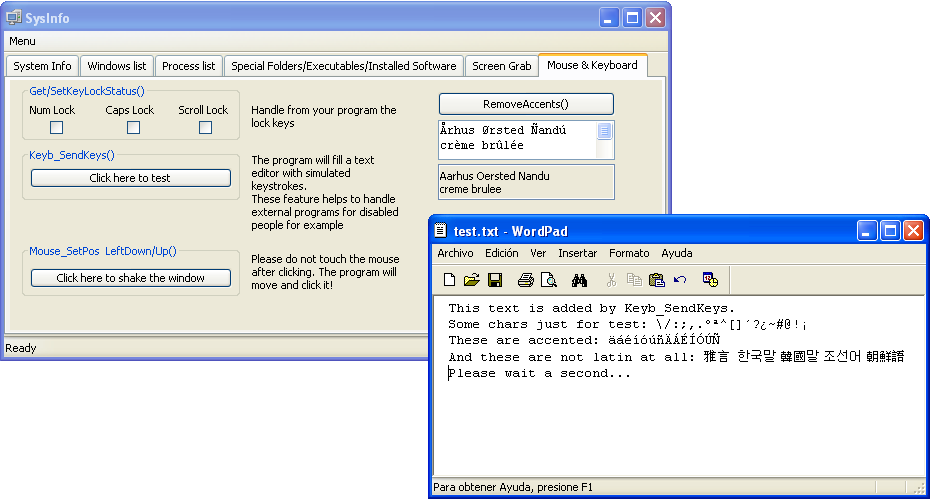 SysInfo
Menu
System Info
Windows list
Process list
Special Folders/Executables/Installed Software
Screen Grab
Mouse & Keyboard
Get/SetKeyLockStatus()
Num Lock
Caps Lock
Scroll Lock
Handle from your program the
lock keys
Keyb_SendKeys()
Click here to test
The program will fill a text
editor with simulated
keystrokes.
These feature helps to handle
external programs for disabled
people for example
Mouse_SetPos LeftDown/Up()
Click here to shake the window
Please do not touch the mouse
after clicking. The program will
move and click it!
RemoveAccents()
Århus Ørsted Ñandú
crème brûlée
Aarhus Oersted Nandu
creme brulee
Ready
test.txt - WordPad
Archivo Edición Ver Insertar Formato Ayuda
This text is added by Keyb_SendKeys.
Some chars just for test: \/:;,.ºª^[]´?¿~#@!¡
These are accented: äáéíóúñÄÁÉÍÓÚÑ
And these are not latin at all: 雅言 한국말 韓國말 조선어 朝鮮語
Please wait a second...
Para obtener Ayuda, presione F1